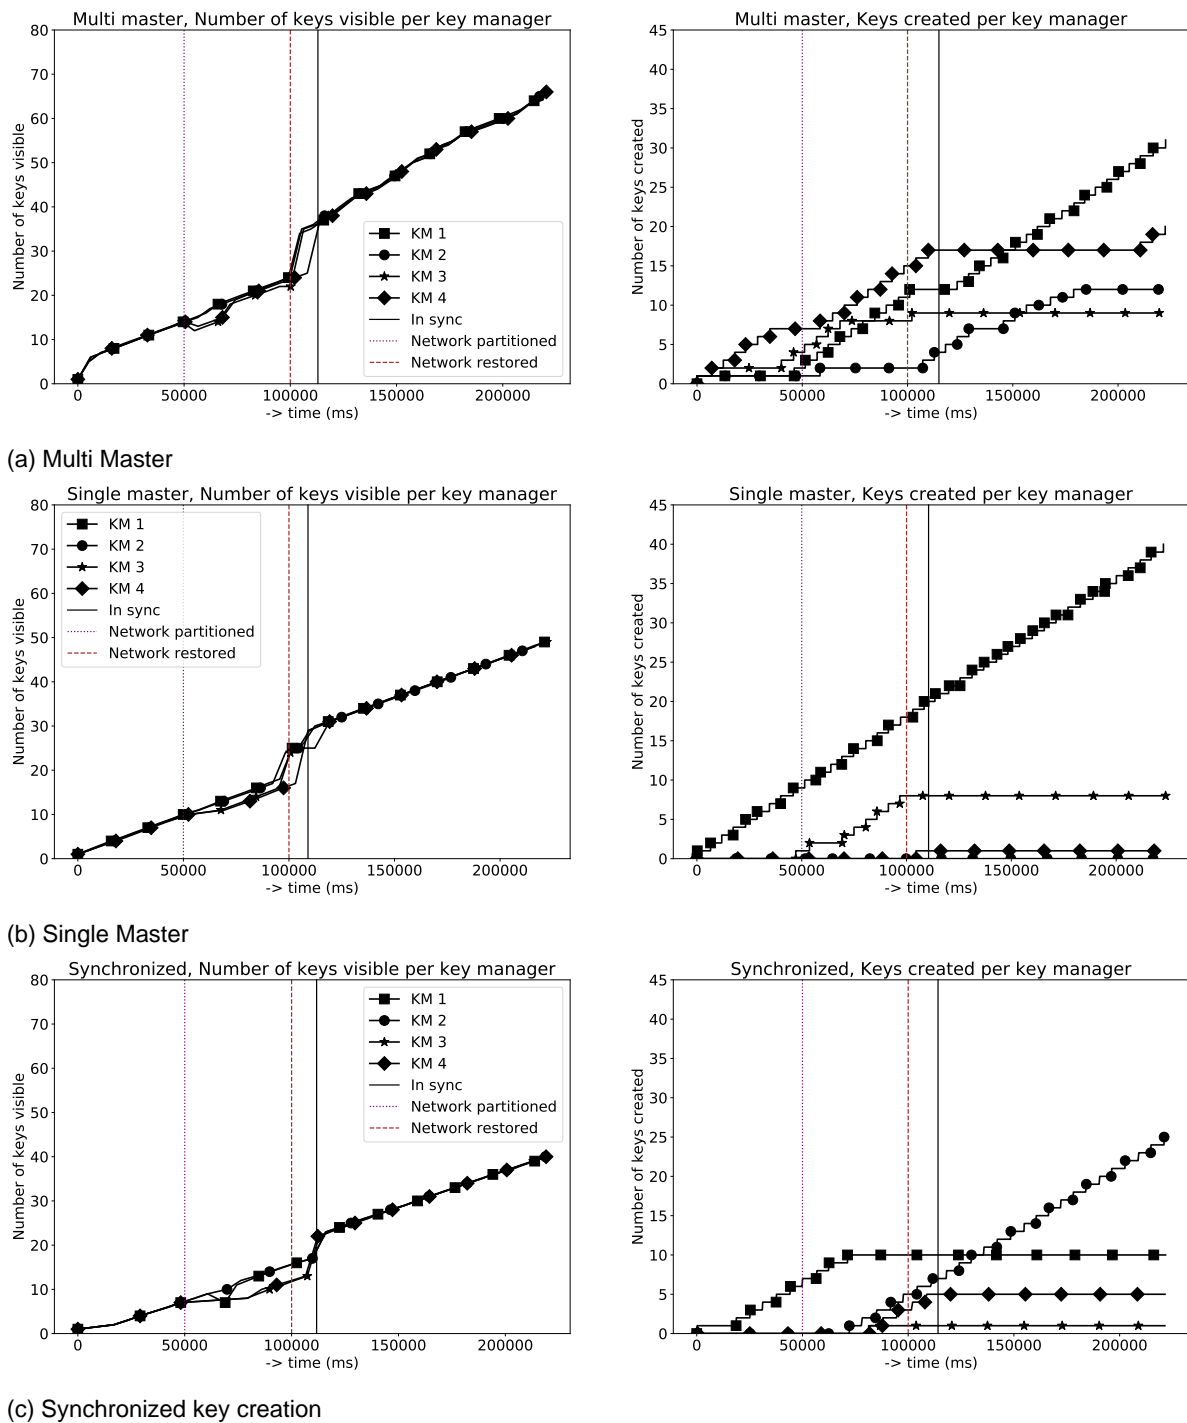 Multi master, Number of keys visible per key manager
80
70
60
50
40
30
20
10
0
Number of keys visible
KM 1
KM 2
KM 3
KM 4
In sync
Network partitioned
Network restored
0 50000 100000 150000 200000
-> time (ms)
Multi master, Keys created per key manager
45
40
35
30
25
20
15
10
5
0
Number of keys created
0 50000 100000 150000 200000
-> time (ms)
(a) Multi Master
Single master, Number of keys visible per key manager
80
70
60
50
40
30
20
10
0
Number of keys visible
KM 1
KM 2
KM 3
KM 4
In sync
Network partitioned
Network restored
0 50000 100000 150000 200000
-> time (ms)
Single master, Keys created per key manager
45
40
35
30
25
20
15
10
5
0
Number of keys created
0 50000 100000 150000 200000
-> time (ms)
(b) Single Master
Synchronized, Number of keys visible per key manager
80
70
60
50
40
30
20
10
0
Number of keys visible
KM 1
KM 2
KM 3
KM 4
In sync
Network partitioned
Network restored
0 50000 100000 150000 200000
-> time (ms)
Synchronized, Keys created per key manager
45
40
35
30
25
20
15
10
5
0
Number of keys created
0 50000 100000 150000 200000
-> time (ms)
(c) Synchronized key creation